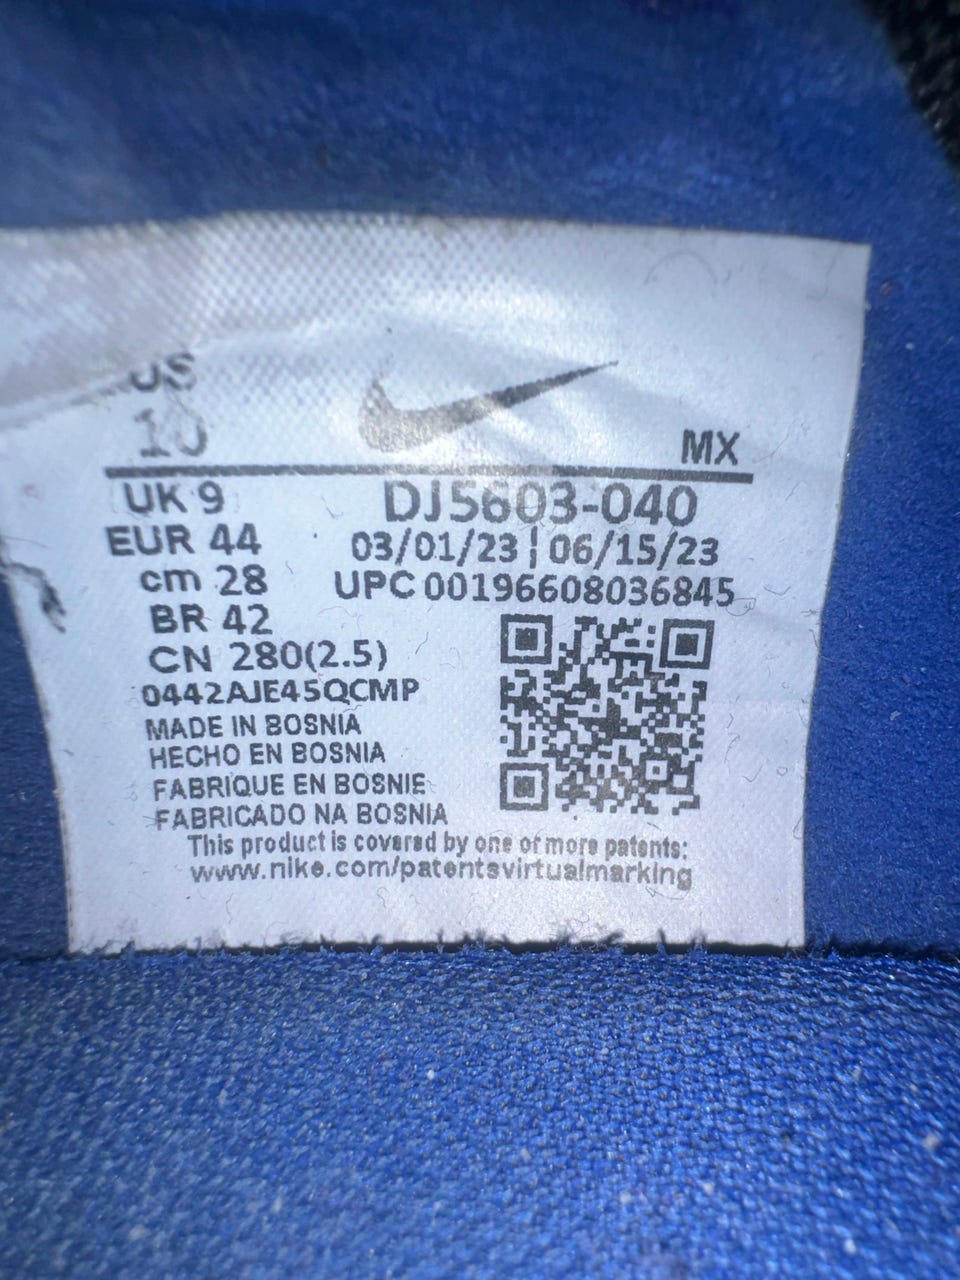 US
10
MX
UK 9
DJ5603-040
EUR 44
03/01/23 | 06/15/23
cm 28
UPC 00196608036845
BR 42
CN 280(2.5)
0442AJE45QCMP
MADE IN BOSNIA
HECHO EN BOSNIA
FABRIQUE EN BOSNIE
FABRICADO NA BOSNIA
This product is covered by one or more patents:
www.nike.com/patentsvirtualmarking